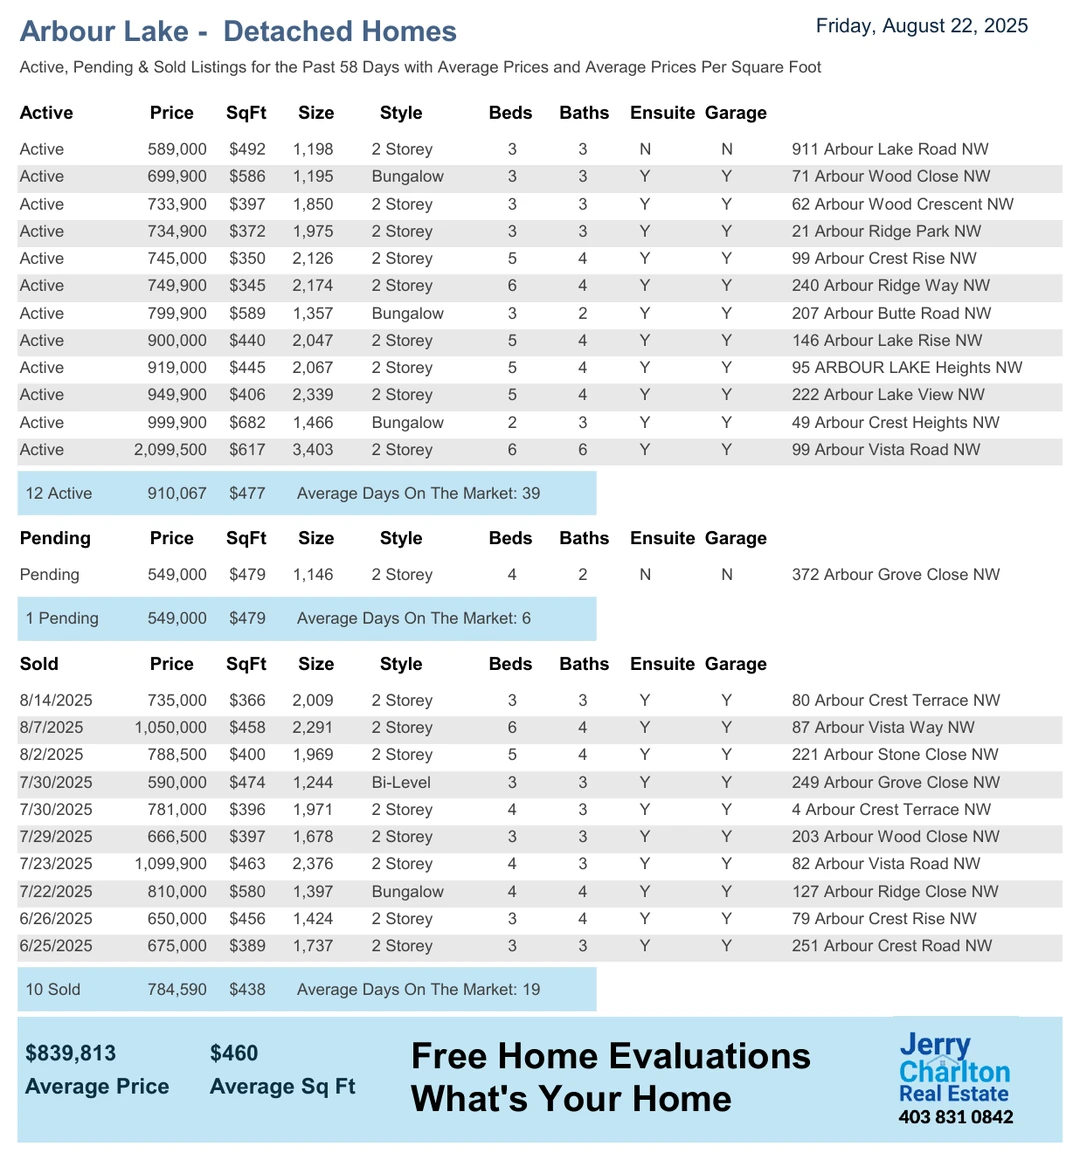 Arbour Lake - Detached Homes
Friday, August 22, 2025
Active, Pending & Sold Listings for the Past 58 Days with Average Prices and Average Prices Per Square Foot
Active Price SqFt Size Style Beds Baths Ensuite Garage
Active 589,000 $492 1,198 2 Storey 3 3 N N 911 Arbour Lake Road NW
Active 699,900 $586 1,195 Bungalow 3 3 Y Y 71 Arbour Wood Close NW
Active 733,900 $397 1,850 2 Storey 3 3 Y Y 62 Arbour Wood Crescent NW
Active 734,900 $372 1,975 2 Storey 3 3 Y Y 21 Arbour Ridge Park NW
Active 745,000 $350 2,126 2 Storey 5 4 Y Y 99 Arbour Crest Rise NW
Active 749,900 $345 2,174 2 Storey 6 4 Y Y 240 Arbour Ridge Way NW
Active 799,900 $589 1,357 Bungalow 3 2 Y Y 207 Arbour Butte Road NW
Active 900,000 $440 2,047 2 Storey 5 4 Y Y 146 Arbour Lake Rise NW
Active 919,000 $445 2,067 2 Storey 5 4 Y Y 95 ARBOUR LAKE Heights NW
Active 949,900 $406 2,339 2 Storey 5 4 Y Y 222 Arbour Lake View NW
Active 999,900 $682 1,466 Bungalow 2 3 Y Y 49 Arbour Crest Heights NW
Active 2,099,500 $617 3,403 2 Storey 6 6 Y Y 99 Arbour Vista Road NW
12 Active 910,067 $477 Average Days On The Market: 39
Pending Price SqFt Size Style Beds Baths Ensuite Garage
Pending 549,000 $479 1,146 2 Storey 4 2 N N 372 Arbour Grove Close NW
1 Pending 549,000 $479 Average Days On The Market: 6
Sold Price SqFt Size Style Beds Baths Ensuite Garage
8/14/2025 735,000 $366 2,009 2 Storey 3 3 Y Y 80 Arbour Crest Terrace NW
8/7/2025 1,050,000 $458 2,291 2 Storey 6 4 Y Y 87 Arbour Vista Way NW
8/2/2025 788,500 $400 1,969 2 Storey 5 4 Y Y 221 Arbour Stone Close NW
7/30/2025 590,000 $474 1,244 Bi-Level 3 3 Y Y 249 Arbour Grove Close NW
7/30/2025 781,000 $396 1,971 2 Storey 4 3 Y Y 4 Arbour Crest Terrace NW
7/29/2025 666,500 $397 1,678 2 Storey 3 3 Y Y 203 Arbour Wood Close NW
7/23/2025 1,099,900 $463 2,376 2 Storey 4 3 Y Y 82 Arbour Vista Road NW
7/22/2025 810,000 $580 1,397 Bungalow 4 4 Y Y 127 Arbour Ridge Close NW
6/26/2025 650,000 $456 1,424 2 Storey 3 4 Y Y 79 Arbour Crest Rise NW
6/25/2025 675,000 $389 1,737 2 Storey 3 3 Y Y 251 Arbour Crest Road NW
10 Sold 784,590 $438 Average Days On The Market: 19
$839,813 $460
Average Price Average Sq Ft
Free Home Evaluations
What's Your Home
Jerry
Charlton
Real Estate
403 831 0842